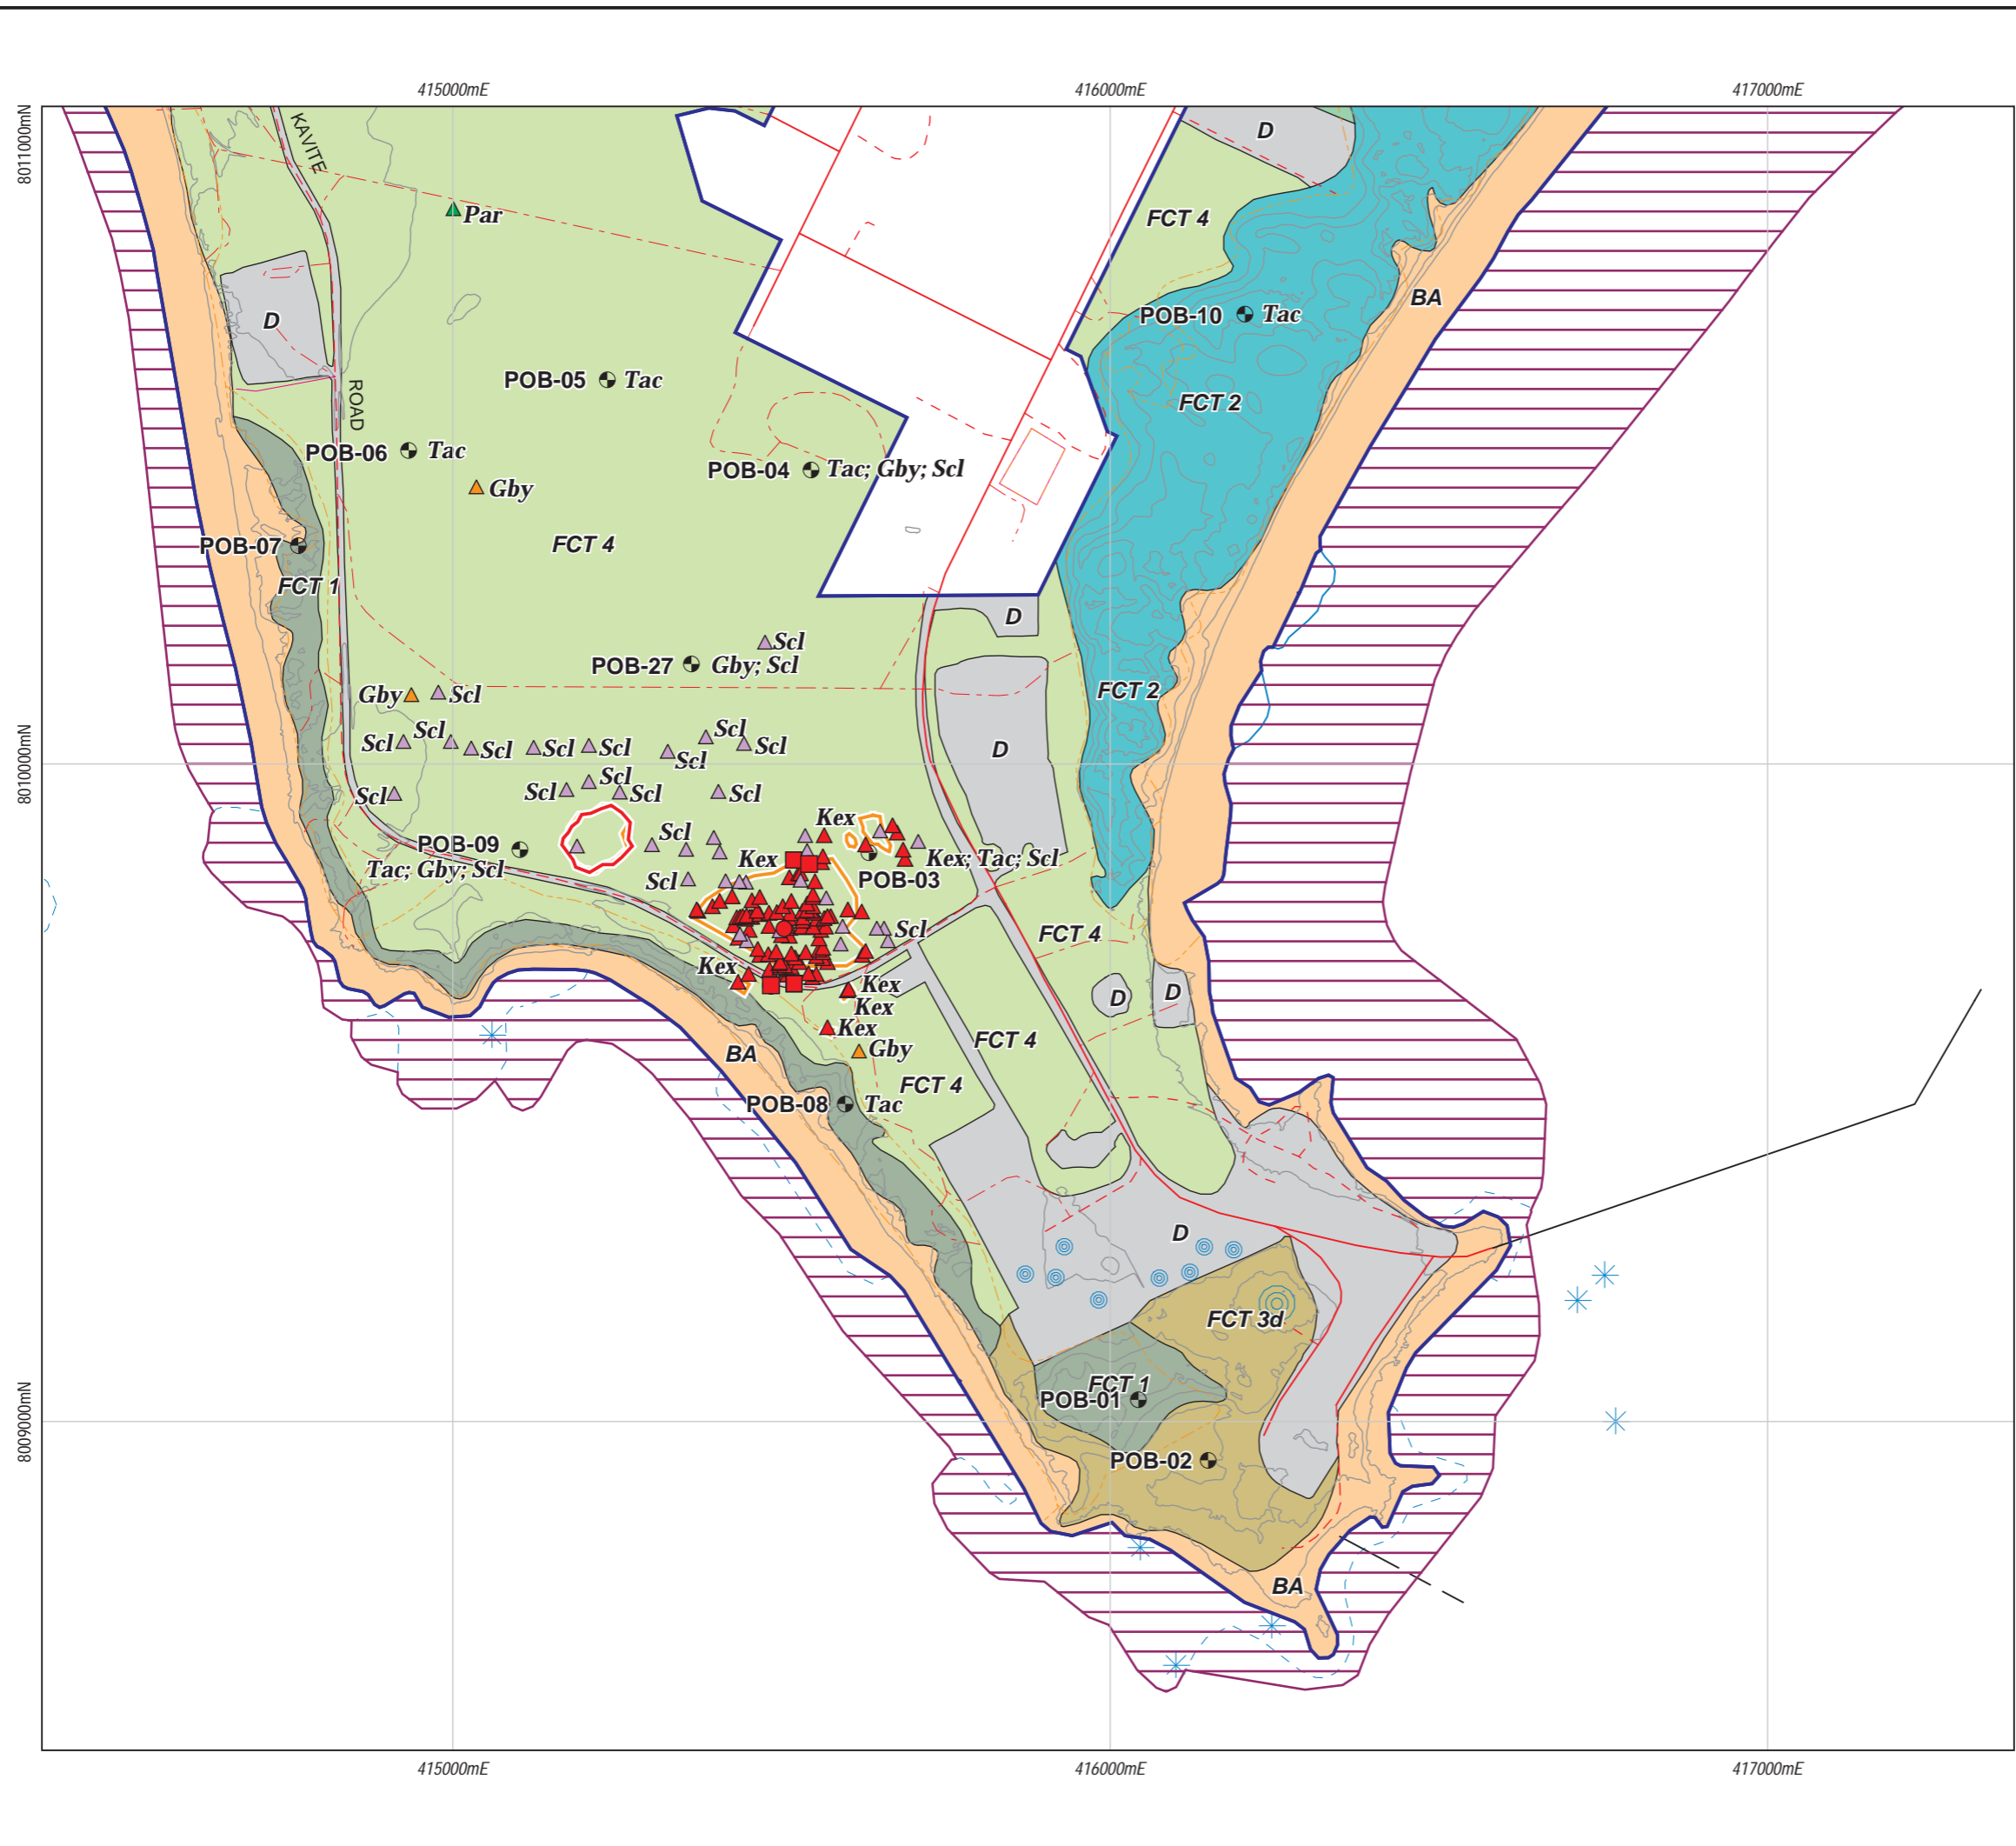 415000mE
416000mE
417000mE
8011000mN
KAVITE
D
Par
FCT 4
BA
POB-10
Tac
D
POB-05
Tac
ROAD
FCT 2
POB-06
Tac
POB-04
Tac; Gby; Scl
Gby
POB-07
FCT 4
FCT 1
D
Scl
POB-27
Gby; Scl
Gby
Scl
FCT 2
Scl
Scl
Scl
Scl
Scl
Scl
Scl
Scl
D
8010000mN
Scl
Scl
Scl
Scl
Scl
Kex
Scl
POB-09
Kex
Kex; Tac; Scl
Tac; Gby; Scl
Scl
POB-03
Scl
FCT 4
Kex
Kex
D
D
Kex
Kex
FCT 4
Gby
BA
FCT 4
POB-08
Tac
D
FCT 3d
FCT 1
POB-01
8009000mN
POB-02
BA
415000mE
416000mE
417000mE